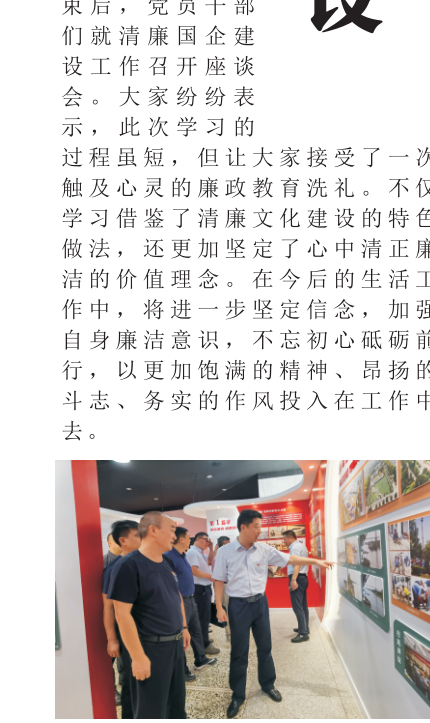 设
束后，党员干部
们就清廉国企建
设工作召开座谈
会。大家纷纷表
示，此次学习的
过程虽短，但让大家接受了一次
触及心灵的廉政教育洗礼。不仅
学习借鉴了清廉文化建设的特色
做法，还更加坚定了心中清正廉
洁的价值理念。在今后的生活工
作中，将进一步坚定信念，加强
自身廉洁意识，不忘初心砥砺前
行，以更加饱满的精神、昂扬的
斗志、务实的作风投入在工作中
去。
第1篇章